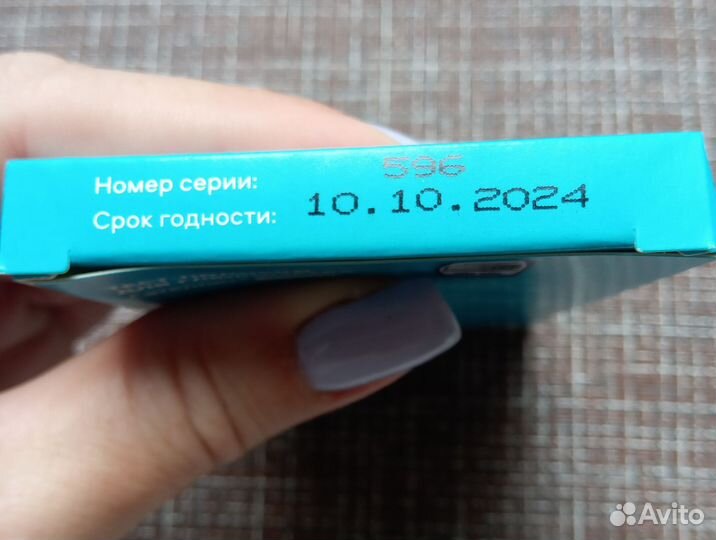 Номер серии: 596
Срок годности: 10.10.2024
Avito